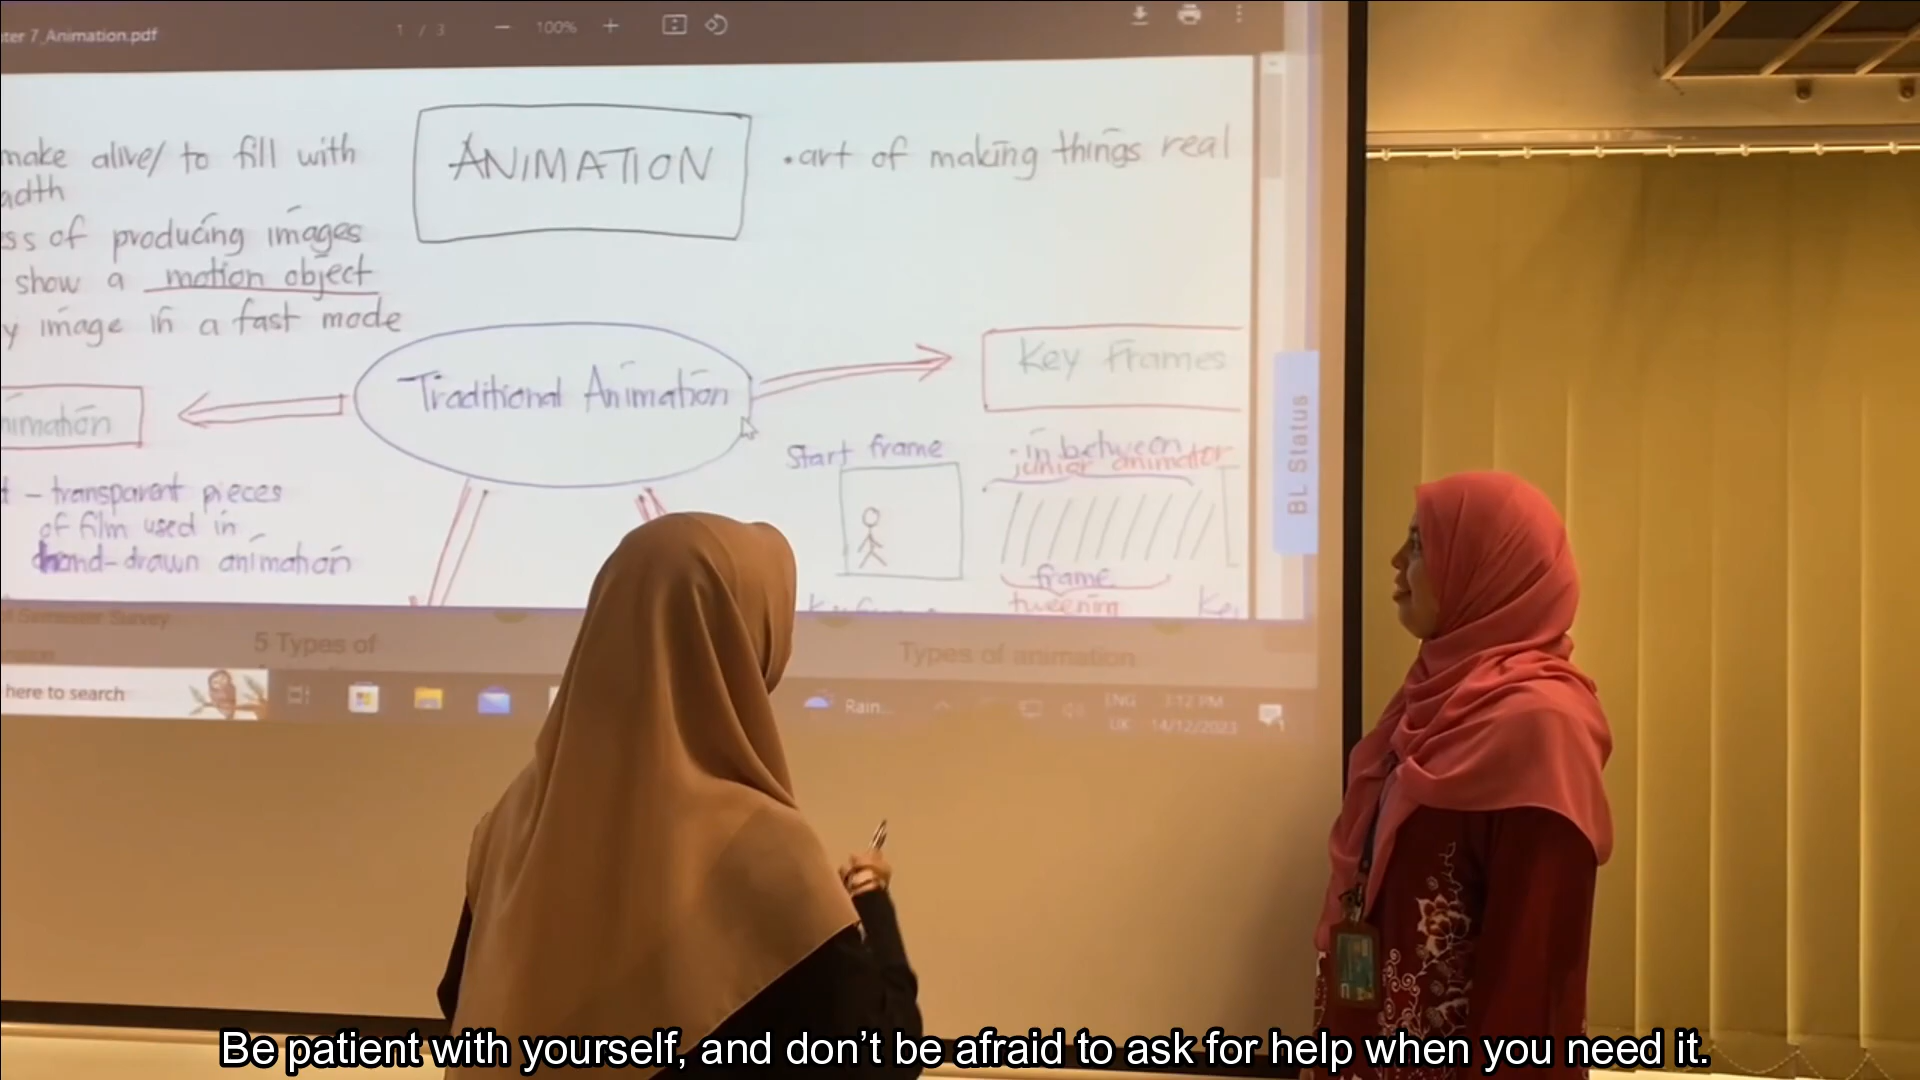 ter 7_Animation.pdf
1 / 3
100%
make alive/ to fill with
adth
ANIMATION
• art of making things real
ss of producing images
show a motion object
y image in a fast mode
Traditional Animation
Key Frames
nimation
Start frame
• in between
junior animator
t - transparent pieces
of film used in
hand-drawn animation
frame
tweening
BL Status
Semester Survey
5 Types of
Types of animation
here to search
Rain...
ENG
UK
3:12 PM
14/12/2023
Be patient with yourself, and don't be afraid to ask for help when you need it.